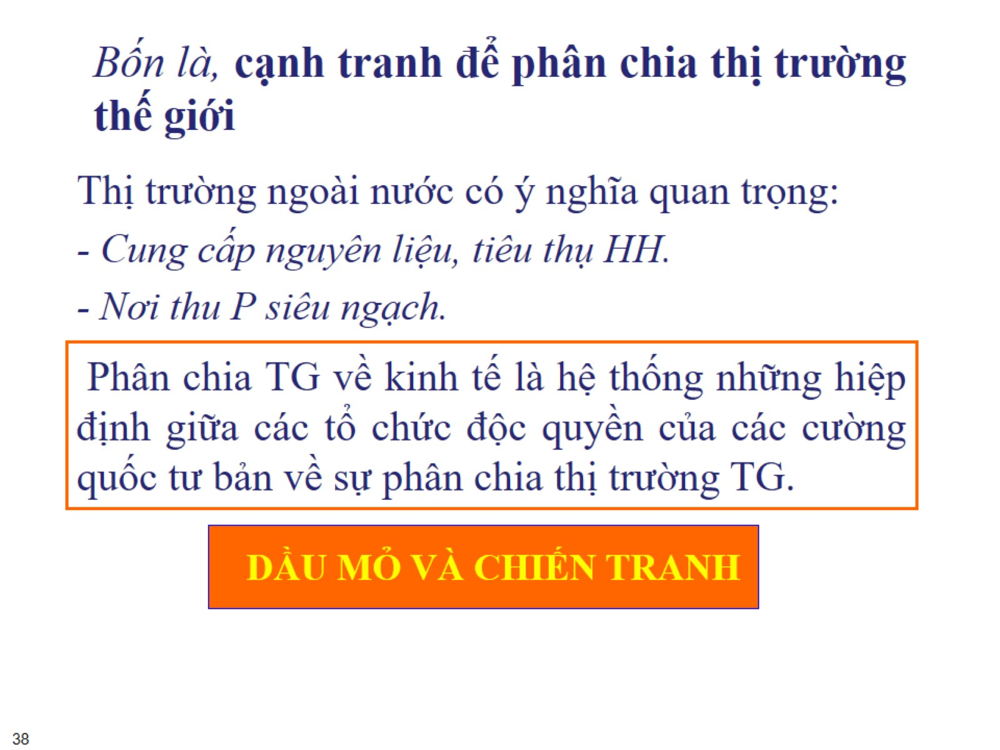 Bốn là, cạnh tranh để phân chia thị trường
thế giới
Thị trường ngoài nước có ý nghĩa quan trọng:
- Cung cấp nguyên liệu, tiêu thụ HH.
- Nơi thu P siêu ngạch.
Phân chia TG về kinh tế là hệ thống những hiệp
định giữa các tổ chức độc quyền của các cường
quốc tư bản về sự phân chia thị trường TG.
DẦU MỎ VÀ CHIẾN TRANH
38